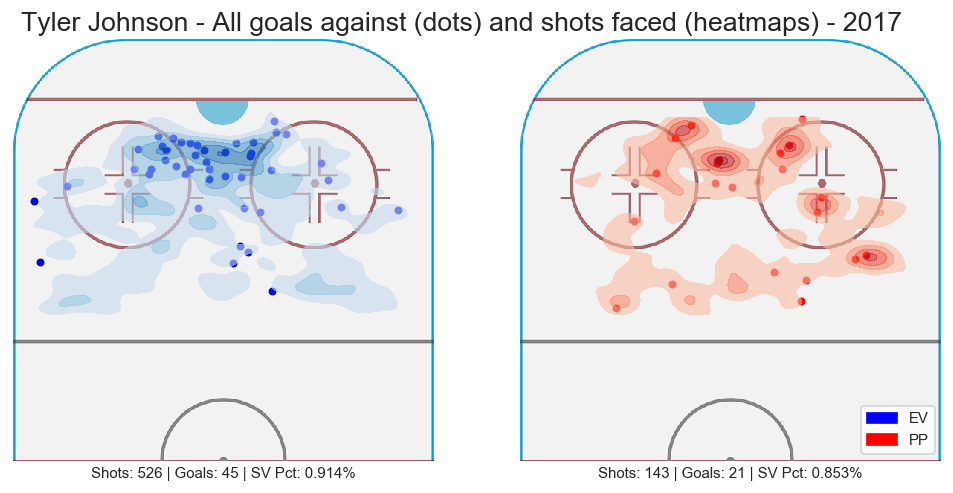 Tyler Johnson - All goals against (dots) and shots faced (heatmaps) - 2017
EV
PP
Shots: 526 | Goals: 45 | SV Pct: 0.914%
Shots: 143 | Goals: 21 | SV Pct: 0.853%